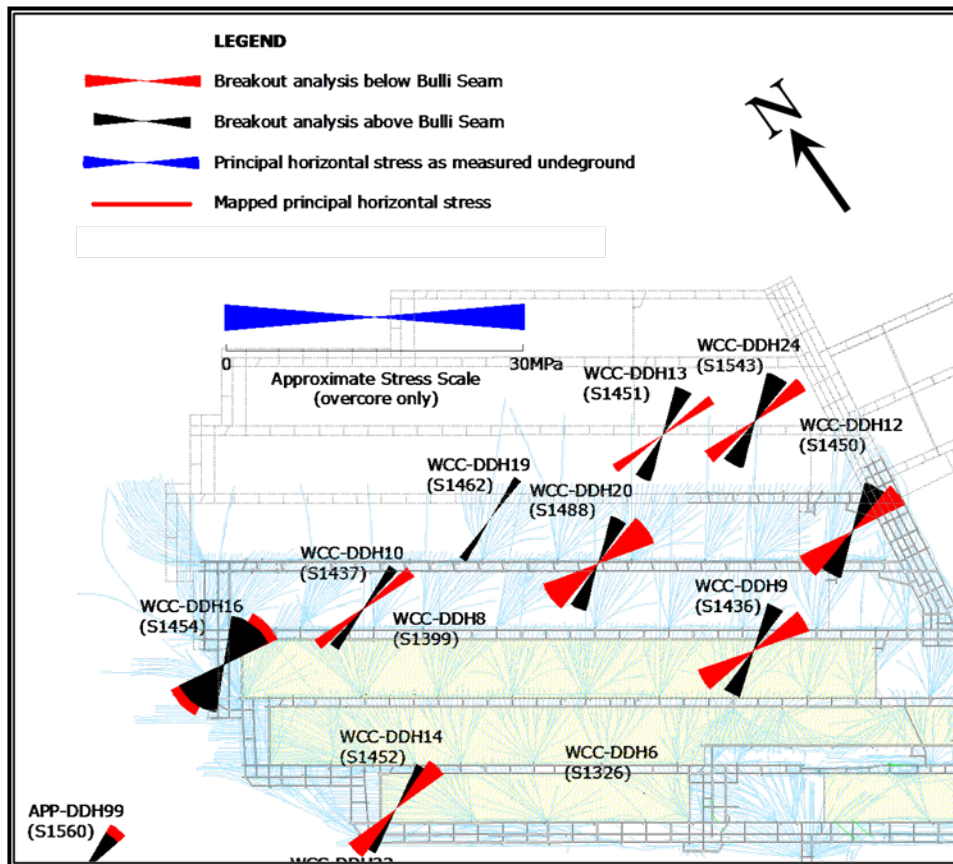 LEGEND
Breakout analysis below Bulli Seam
Breakout analysis above Bulli Seam
Principal horizontal stress as measured undeground
Mapped principal horizontal stress
N
0
30MPa
Approximate Stress Scale
(overcore only)
WCC-DDH24
(S1543)
WCC-DDH13
(S1451)
WCC-DDH12
(S1450)
WCC-DDH19
(S1462)
WCC-DDH20
(S1488)
WCC-DDH10
(S1437)
WCC-DDH9
(S1436)
WCC-DDH16
(S1454)
WCC-DDH8
(S1399)
WCC-DDH14
(S1452)
WCC-DDH6
(S1326)
APP-DDH99
(S1560)